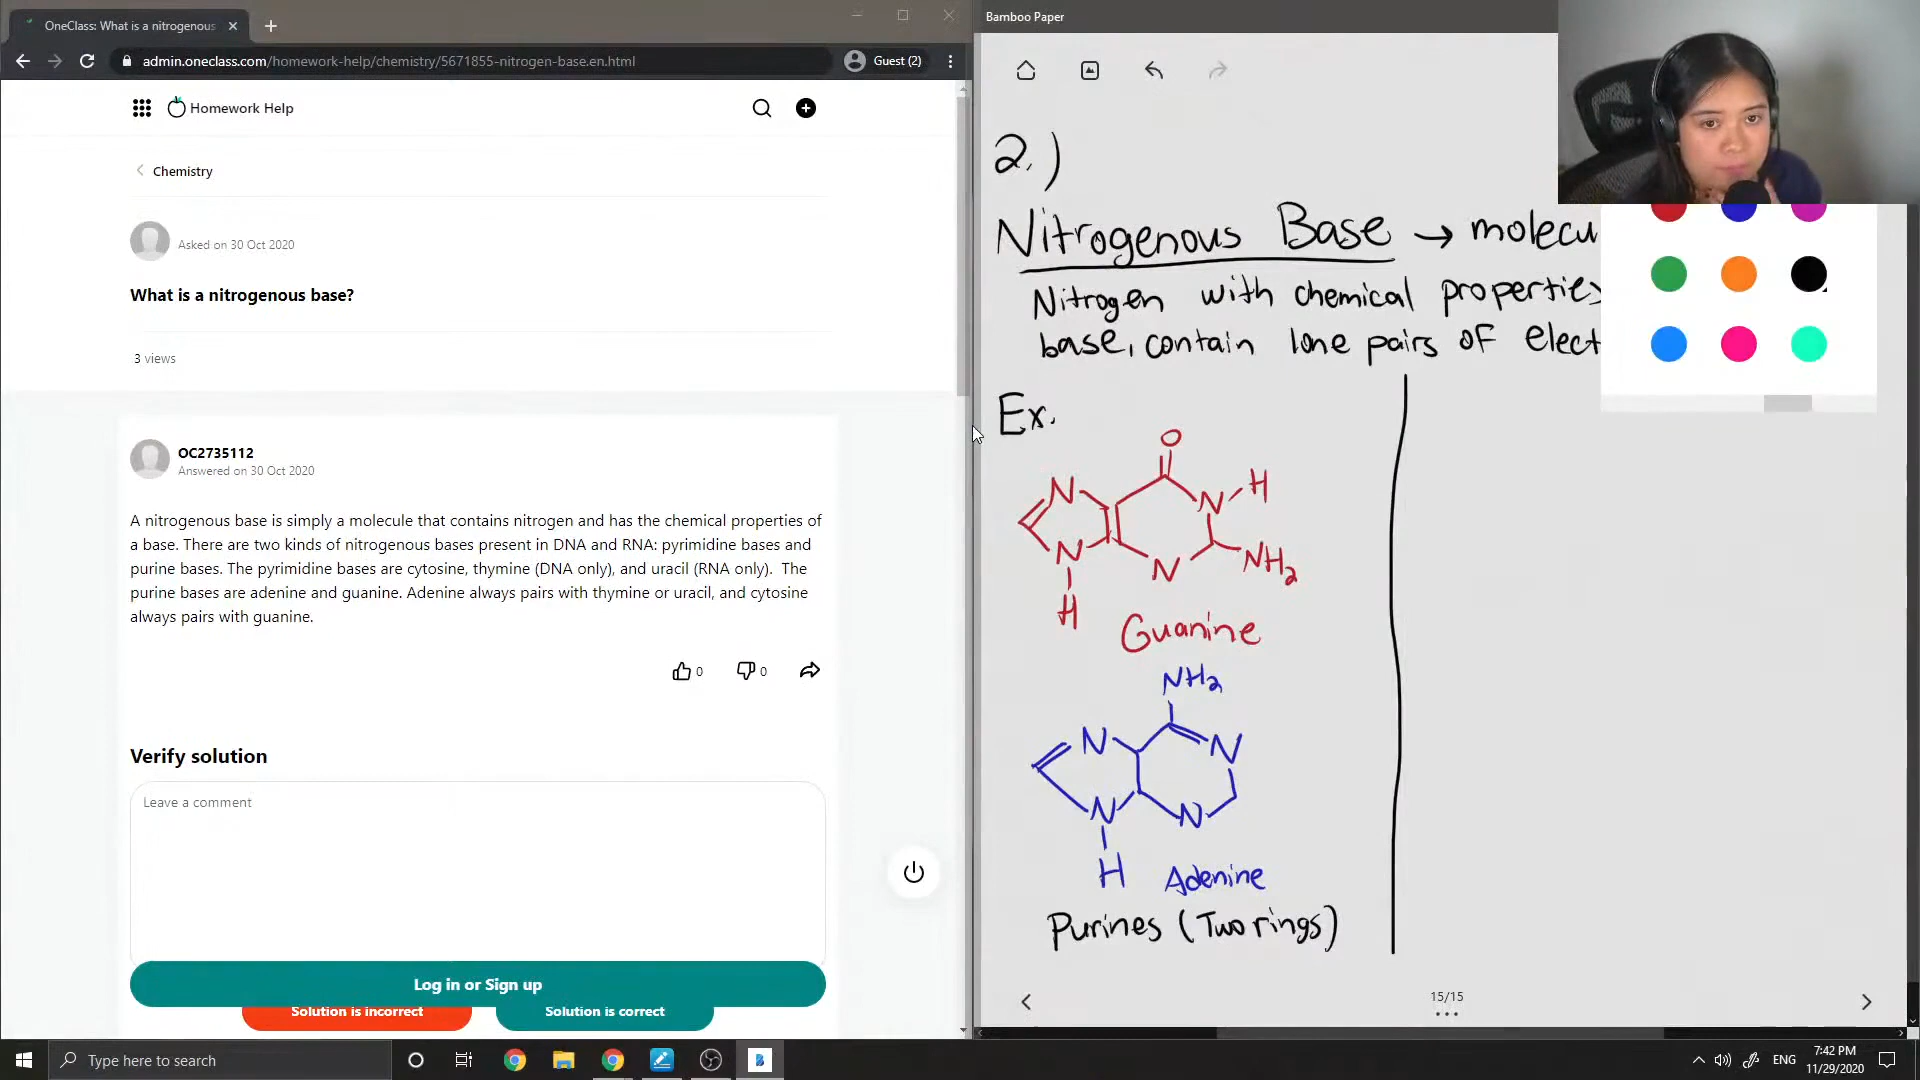 OneClass: What is a nitrogenous
Bamboo Paper
admin.oneclass.com/homework-help/chemistry/5671855-nitrogen-base.en.html
Guest (2)
Homework Help
Chemistry
Asked on 30 Oct 2020
What is a nitrogenous base?
3 views
OC2735112
Answered on 30 Oct 2020
A nitrogenous base is simply a molecule that contains nitrogen and has the chemical properties of
a base. There are two kinds of nitrogenous bases present in DNA and RNA: pyrimidine bases and
purine bases. The pyrimidine bases are cytosine, thymine (DNA only), and uracil (RNA only).  The
purine bases are adenine and guanine. Adenine always pairs with thymine or uracil, and cytosine
always pairs with guanine.
0
0
Verify solution
Leave a comment
Log in or Sign up
Solution is incorrect
Solution is correct
2.)
Nitrogenous Base → molecu
Nitrogen with chemical properties
base, contain lone pairs of elect
Ex.
O
N
N H
N
N
NH2
H
Guanine
NH2
N
N
N
N
H
Adenine
Purines (Two rings)
15/15
Type here to search
ENG
7:42 PM
11/29/2020